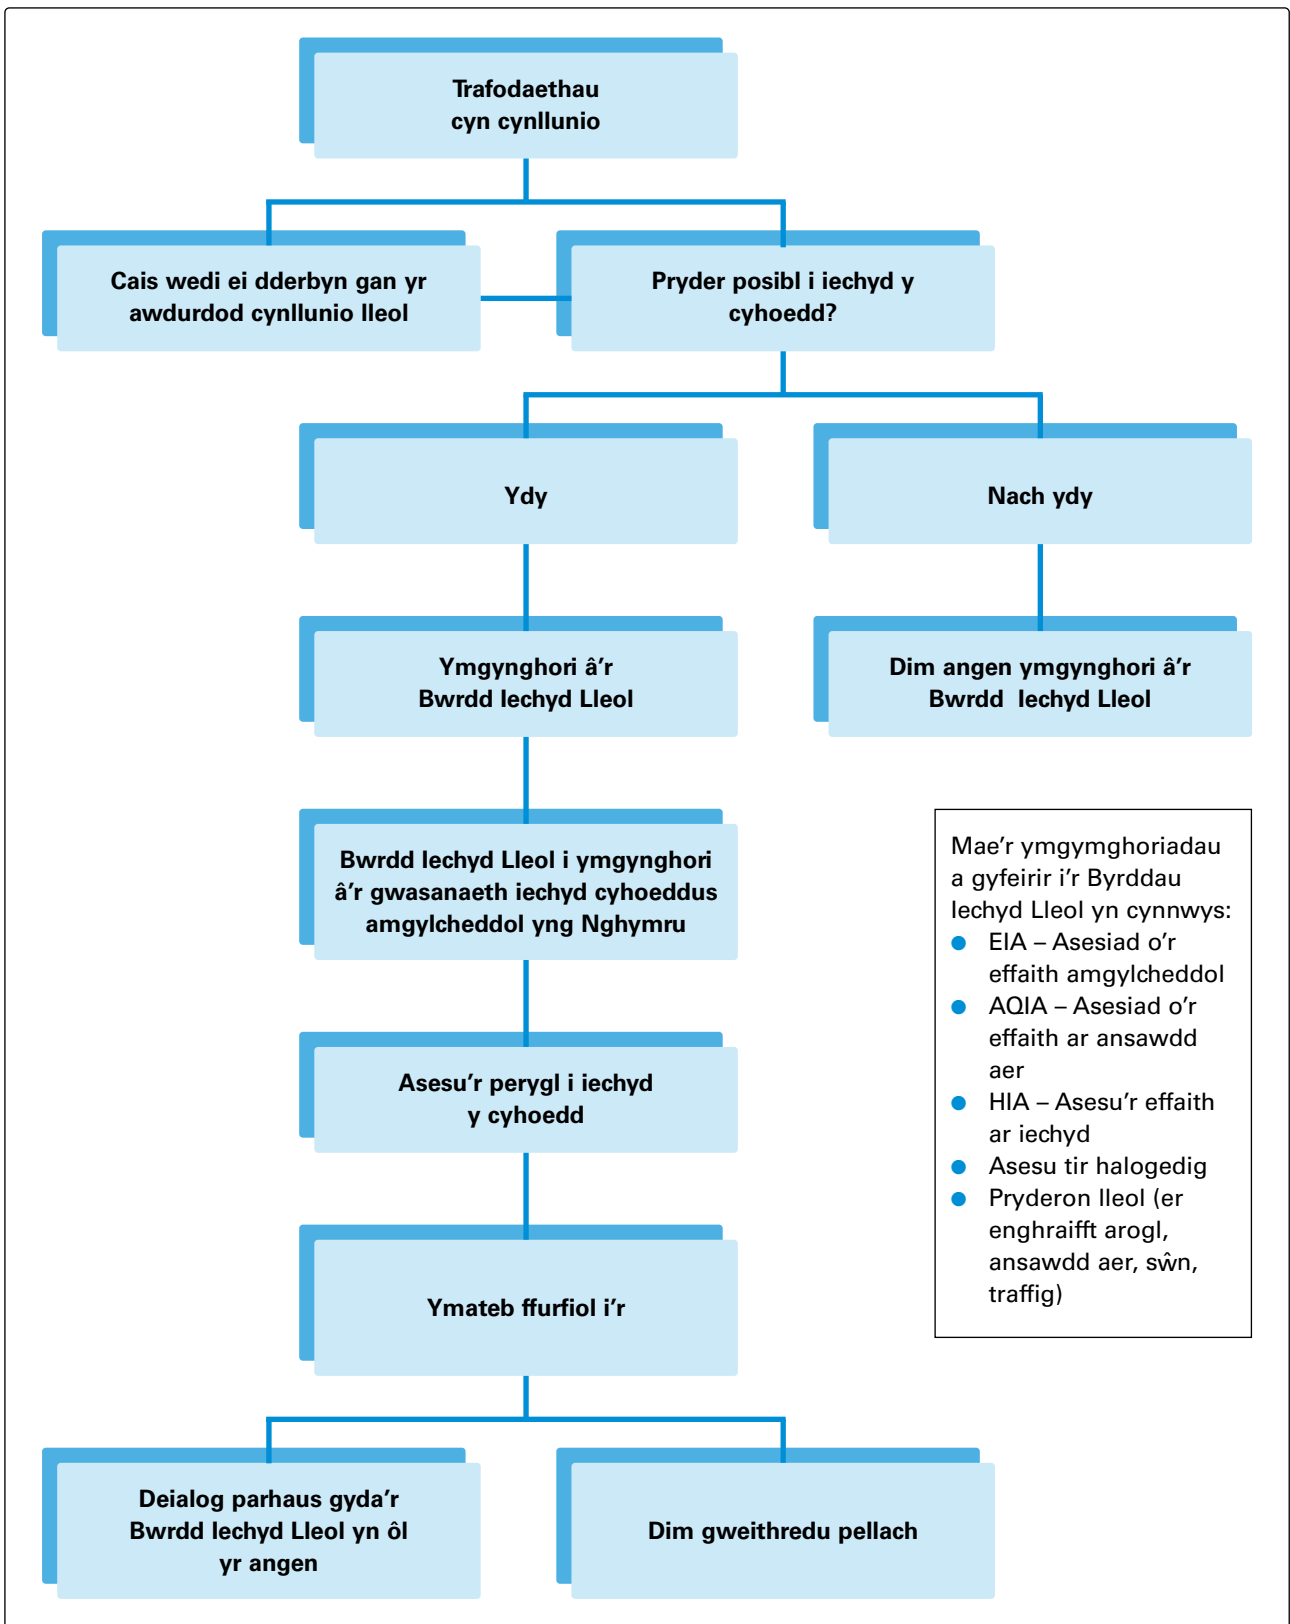 Trafodaethau
cyn cynllunio
Cais wedi ei dderbyn gan yr
awdurdod cynllunio lleol
Pryder posibl i iechyd y
cyhoedd?
Ydy
Nach ydy
Ymgynghori â’r
Bwrdd Iechyd Lleol
Dim angen ymgynghori â’r
Bwrdd Iechyd Lleol
Bwrdd Iechyd Lleol i ymgynghori
â’r gwasanaeth iechyd cyhoeddus
amgylcheddol yng Nghymru
Asesu’r perygl i iechyd
y cyhoedd
Ymateb ffurfiol i’r
Deialog parhaus gyda’r
Bwrdd Iechyd Lleol yn ôl
yr angen
Dim gweithredu pellach
Mae’r ymgymghoriadau
a gyfeirir i’r Byrddau
Iechyd Lleol yn cynnwys:
● EIA – Asesiad o’r
effaith amgylcheddol
● AQIA – Asesiad o’r
effaith ar ansawdd
aer
● HIA – Asesu’r effaith
ar iechyd
● Asesu tir halogedig
● Pryderon lleol (er
enghraifft arogl,
ansawdd aer, sŵn,
traffig)